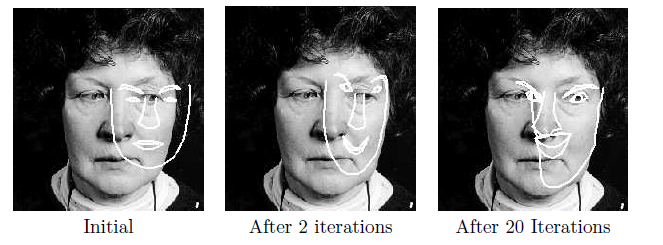 Initial
After 2 iterations
After 20 Iterations